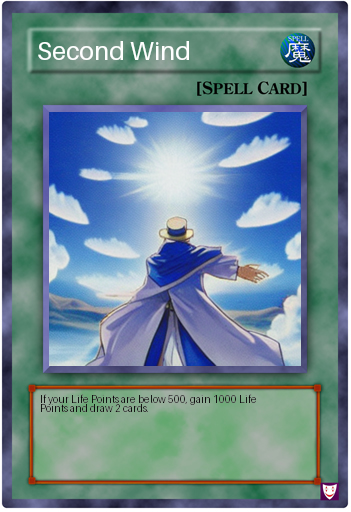 Second Wind
SPELL
魔
[SPELL CARD]
If your Life Points are below 500, gain 1000 Life
Points and draw 2 cards.